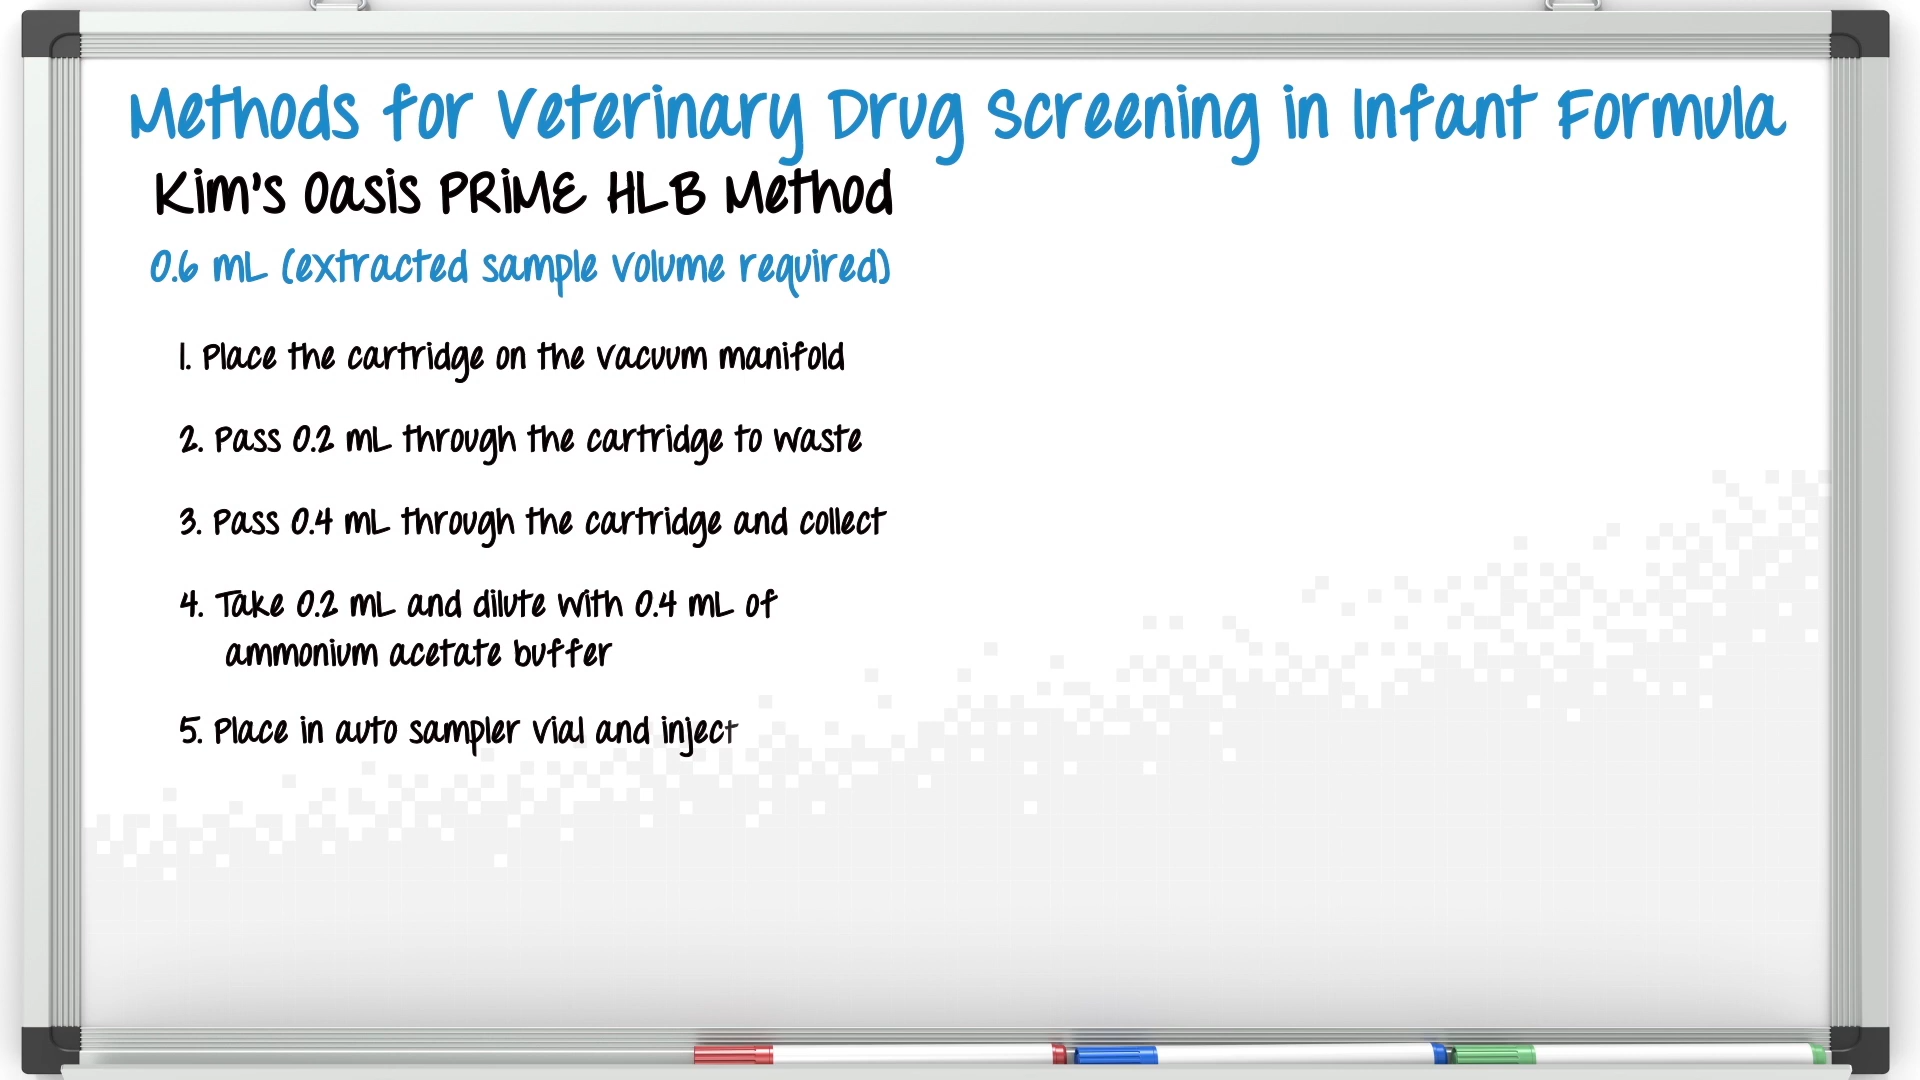 Methods for Veterinary Drug Screening in Infant Formula
Kim's Oasis PRiME HLB Method
0.6 mL (extracted sample volume required)
1. Place the cartridge on the vacuum manifold
2. Pass 0.2 mL through the cartridge to waste
3. Pass 0.4 mL through the cartridge and collect
4. Take 0.2 mL and dilute with 0.4 mL of
ammonium acetate buffer
5. Place in auto sampler vial and inject